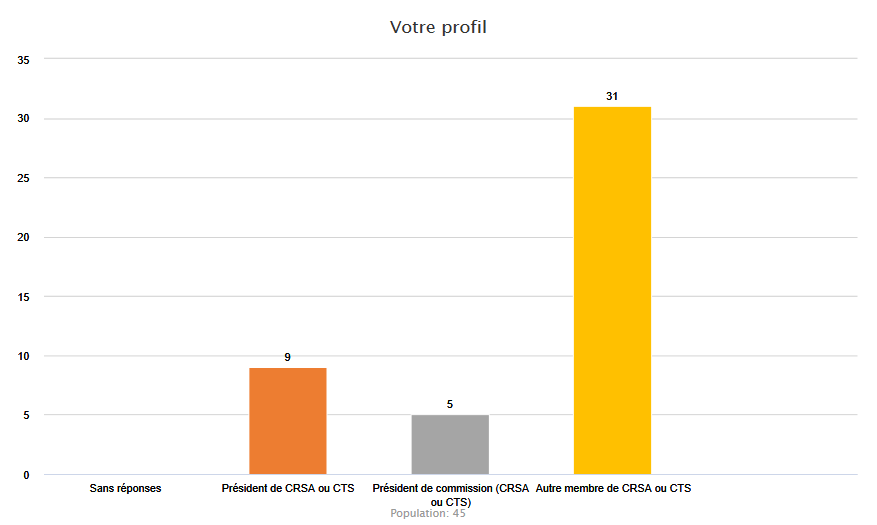 Votre profil
35
30
25
20
15
10
5
0
9
5
31
Sans réponses
Président de CRSA ou CTS
Président de commission (CRSA
ou CTS)
Autre membre de CRSA ou CTS
Population: 45